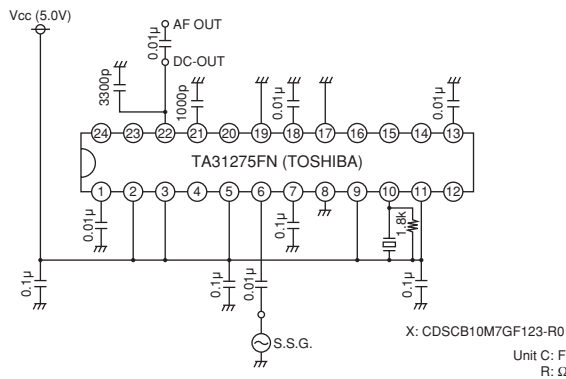 Vcc (5.0V)
AF OUT
0.01μ
DC-OUT
3300p
1000p
0.01μ
0.01μ
24 23 22 21 20 19 18 17 16 15 14 13
TA31275FN (TOSHIBA)
1 2 3 4 5 6 7 8 9 10 11 12
0.01μ
0.1μ
1.8k
0.1μ
0.1μ
0.01μ
0.1μ
S.S.G.
X: CDSCB10M7GF123-R0
Unit C: F
R: Ω